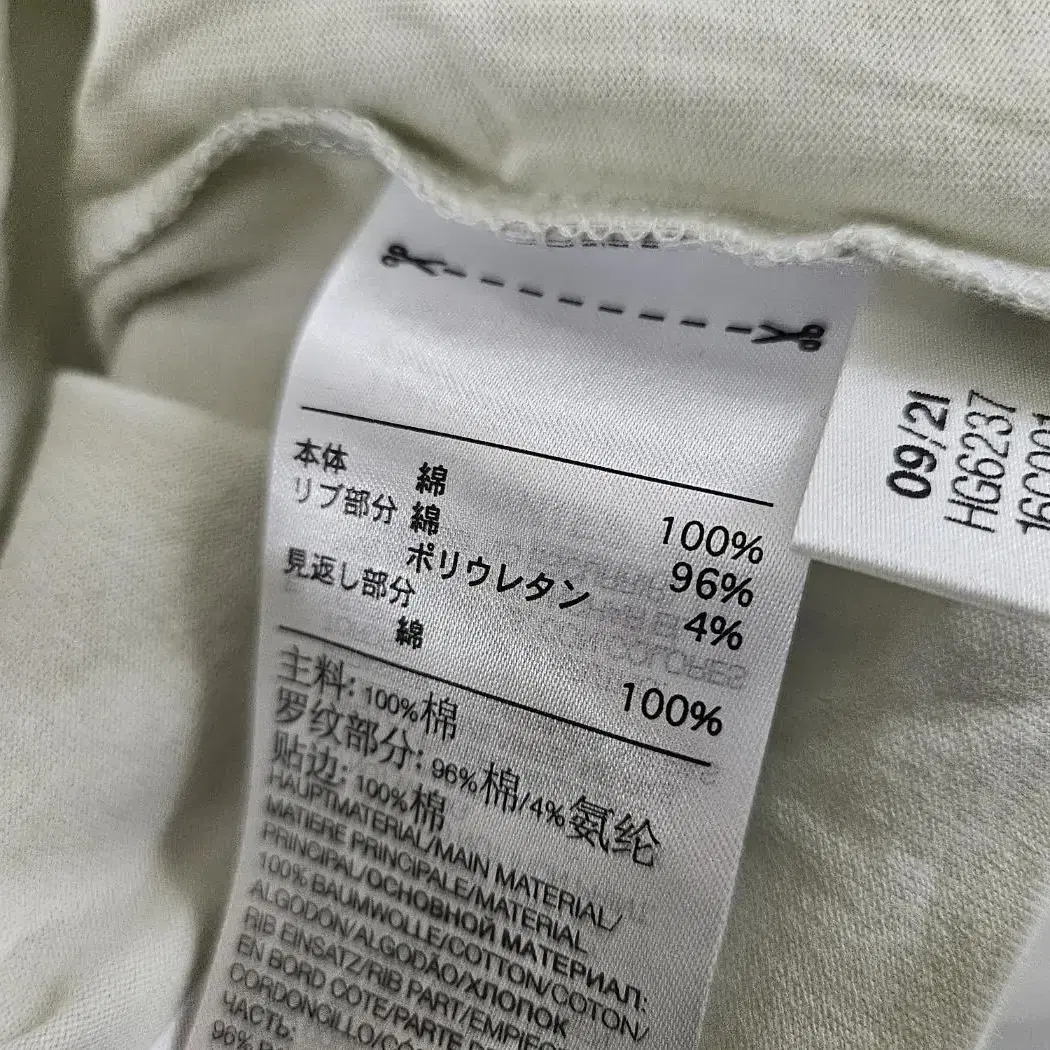 本体 綿 100%
リブ部分 綿 96%
ポリウレタン 4%
見返し部分
綿 100%
主料: 100%棉
罗纹部分: 96%棉/4%氨纶
贴边: 100%棉
HAUPTMATERIAL/MAIN MATERIAL/
MATIERE PRINCIPALE/MATERIAL
PRINCIPAL/ОСНОВНОЙ МАТЕРИАЛ:
100% BAUMWOLLE/COTTON/COTON/
ALGODÓN/ALGODÃO/ХЛОПОК
RIB EINSATZ/RIB PART/EMPIECE
EN BORD COTE/PARTE
CORDONCILLO/
ЧАСТЬ:
96%
09/21
HG6237